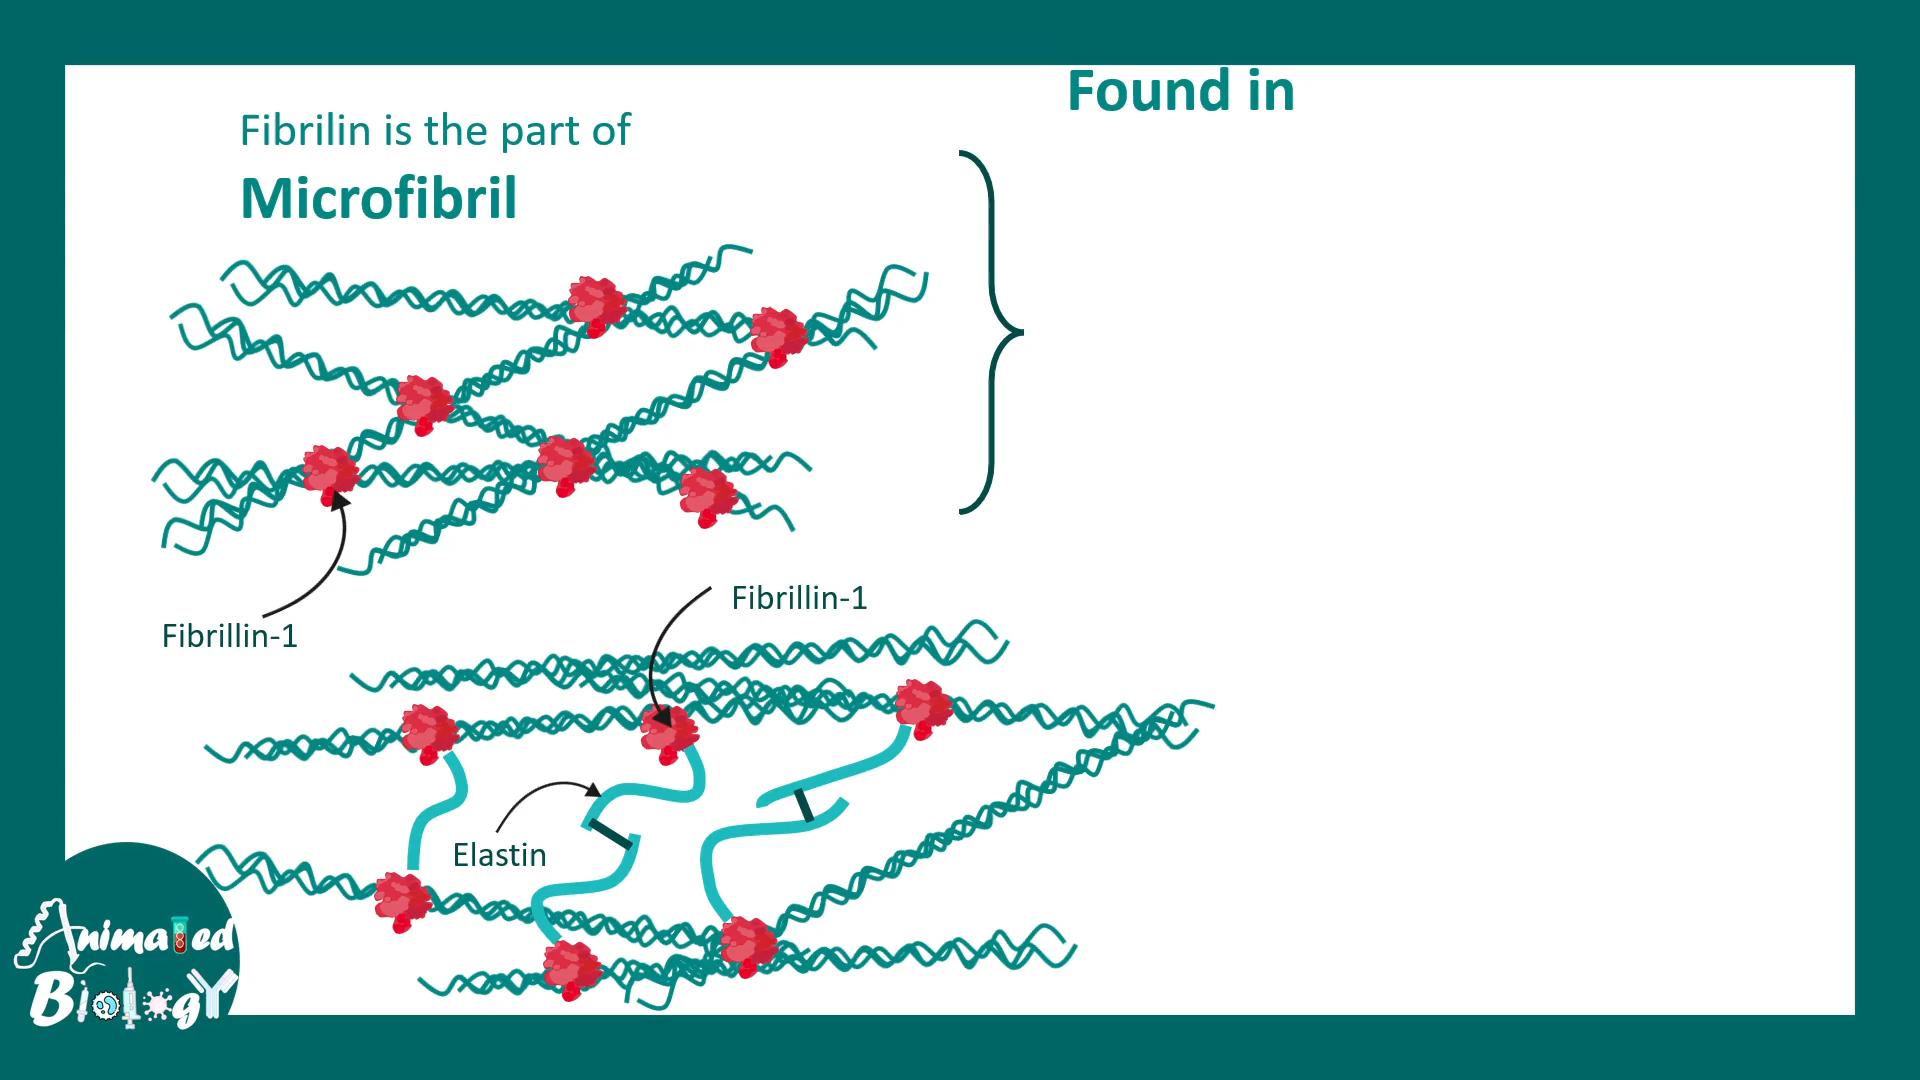 Found in
Fibrilin is the part of
Microfibril
Fibrillin-1
Fibrillin-1
Elastin
Animated
Biology